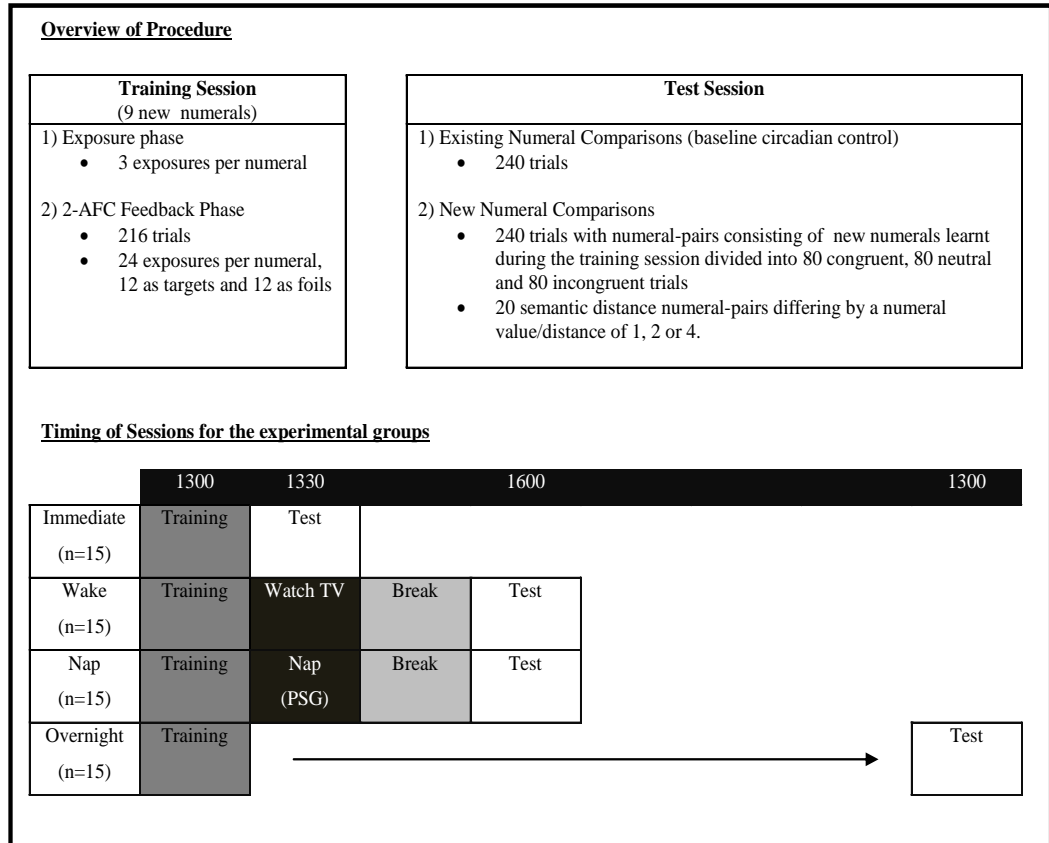 Overview of Procedure
Training Session
(9 new numerals)
1) Exposure phase
• 3 exposures per numeral
2) 2-AFC Feedback Phase
• 216 trials
• 24 exposures per numeral,
12 as targets and 12 as foils
Test Session
1) Existing Numeral Comparisons (baseline circadian control)
• 240 trials
2) New Numeral Comparisons
• 240 trials with numeral-pairs consisting of new numerals learnt
during the training session divided into 80 congruent, 80 neutral
and 80 incongruent trials
• 20 semantic distance numeral-pairs differing by a numeral
value/distance of 1, 2 or 4.
Timing of Sessions for the experimental groups
1300 1330 1600 1300
Immediate Training Test
(n=15)
Wake Training Watch TV Break Test
(n=15)
Nap Training Nap Break Test
(n=15) (PSG)
Overnight Training Test
(n=15)